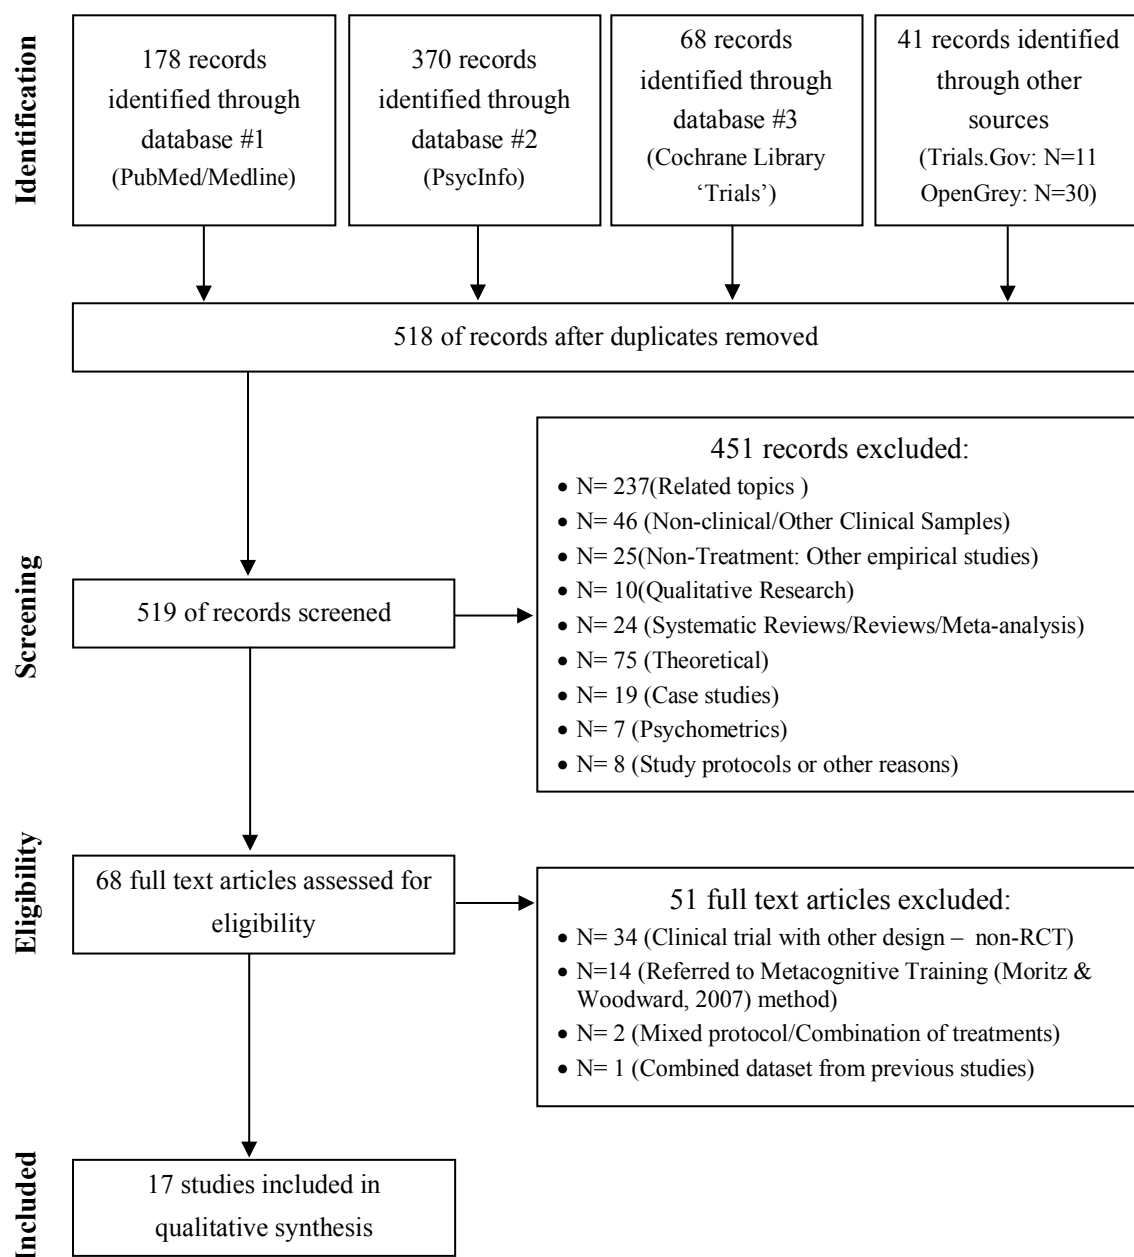 Identification
178 records
identified through
database #1
(PubMed/Medline)
370 records
identified through
database #2
(PsycInfo)
68 records
identified through
database #3
(Cochrane Library
‘Trials’)
41 records identified
through other
sources
(Trials.Gov: N=11
OpenGrey: N=30)
518 of records after duplicates removed
Screening
519 of records screened
451 records excluded:
• N= 237(Related topics )
• N= 46 (Non-clinical/Other Clinical Samples)
• N= 25(Non-Treatment: Other empirical studies)
• N= 10(Qualitative Research)
• N= 24 (Systematic Reviews/Reviews/Meta-analysis)
• N= 75 (Theoretical)
• N= 19 (Case studies)
• N= 7 (Psychometrics)
• N= 8 (Study protocols or other reasons)
Eligibility
68 full text articles assessed for
eligibility
51 full text articles excluded:
• N= 34 (Clinical trial with other design – non-RCT)
• N=14 (Referred to Metacognitive Training (Moritz &
Woodward, 2007) method)
• N= 2 (Mixed protocol/Combination of treatments)
• N= 1 (Combined dataset from previous studies)
Included
17 studies included in
qualitative synthesis